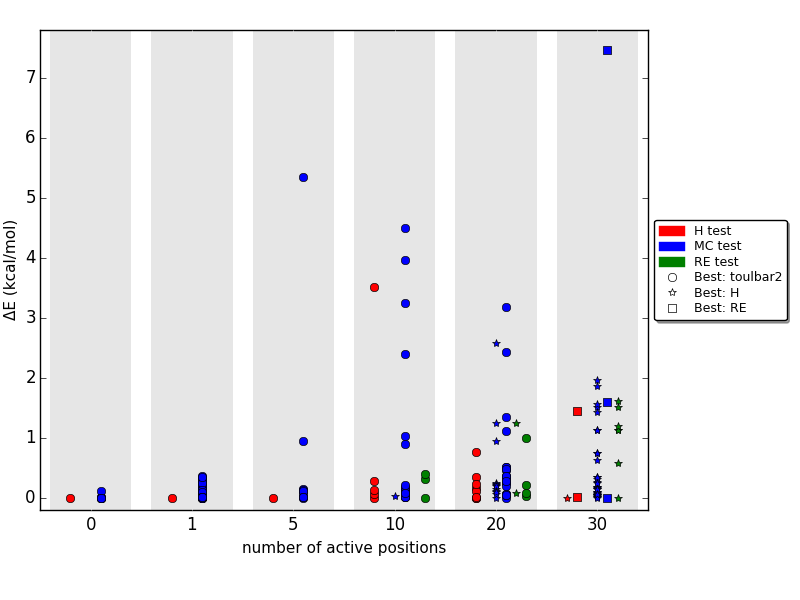 7
6
5
4
3
2
1
0
ΔE (kcal/mol)
0 1 5 10 20 30
number of active positions
H test
MC test
RE test
Best: toulbar2
Best: H
Best: RE